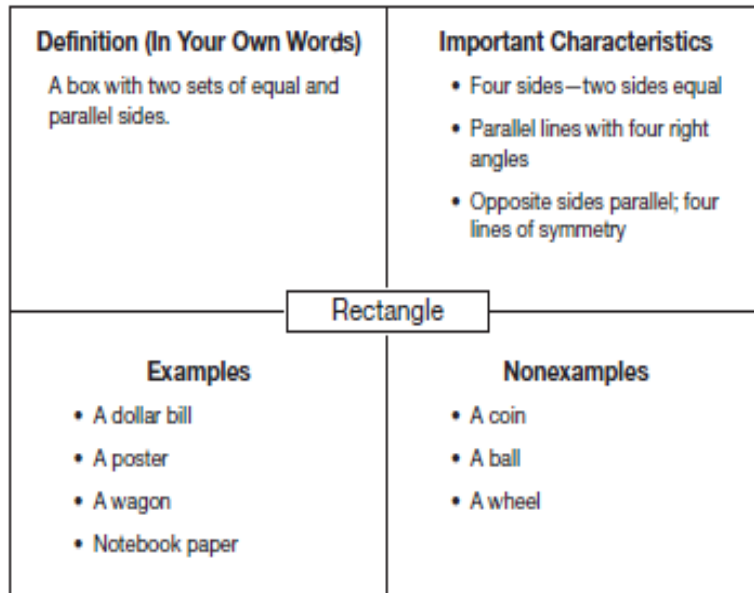 Definition (In Your Own Words)
A box with two sets of equal and
parallel sides.
Important Characteristics
• Four sides—two sides equal
• Parallel lines with four right
angles
• Opposite sides parallel; four
lines of symmetry
Rectangle
Examples
• A dollar bill
• A poster
• A wagon
• Notebook paper
Nonexamples
• A coin
• A ball
• A wheel